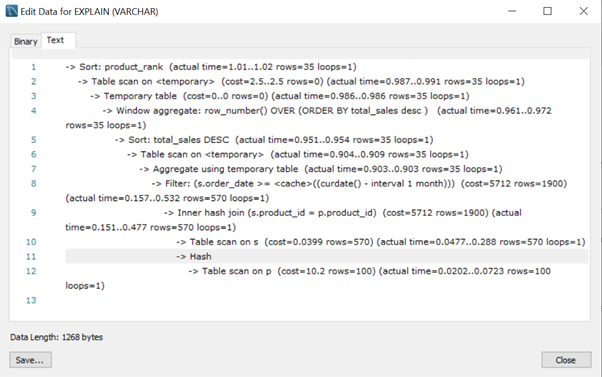 Edit Data for EXPLAIN (VARCHAR)
Binary Text
1 -> Sort: product_rank (actual time=1.01..1.02 rows=35 loops=1)
2 -> Table scan on <temporary> (cost=2.5..2.5 rows=0) (actual time=0.987..0.991 rows=35 loops=1)
3 -> Temporary table (cost=0..0 rows=0) (actual time=0.986..0.986 rows=35 loops=1)
4 -> Window aggregate: row_number() OVER (ORDER BY total_sales desc ) (actual time=0.961..0.972
rows=35 loops=1)
5 -> Sort: total_sales DESC (actual time=0.951..0.954 rows=35 loops=1)
6 -> Table scan on <temporary> (actual time=0.904..0.909 rows=35 loops=1)
7 -> Aggregate using temporary table (actual time=0.903..0.903 rows=35 loops=1)
8 -> Filter: (s.order_date >= <cache>((curdate() - interval 1 month))) (cost=5712 rows=1900)
(actual time=0.157..0.532 rows=570 loops=1)
9 -> Inner hash join (s.product_id = p.product_id) (cost=5712 rows=1900) (actual
time=0.151..0.477 rows=570 loops=1)
10 -> Table scan on s (cost=0.0399 rows=570) (actual time=0.0477..0.288 rows=570 loops=1)
11 -> Hash
12 -> Table scan on p (cost=10.2 rows=100) (actual time=0.0202..0.0723 rows=100
loops=1)
13
Data Length: 1268 bytes
Save... Close